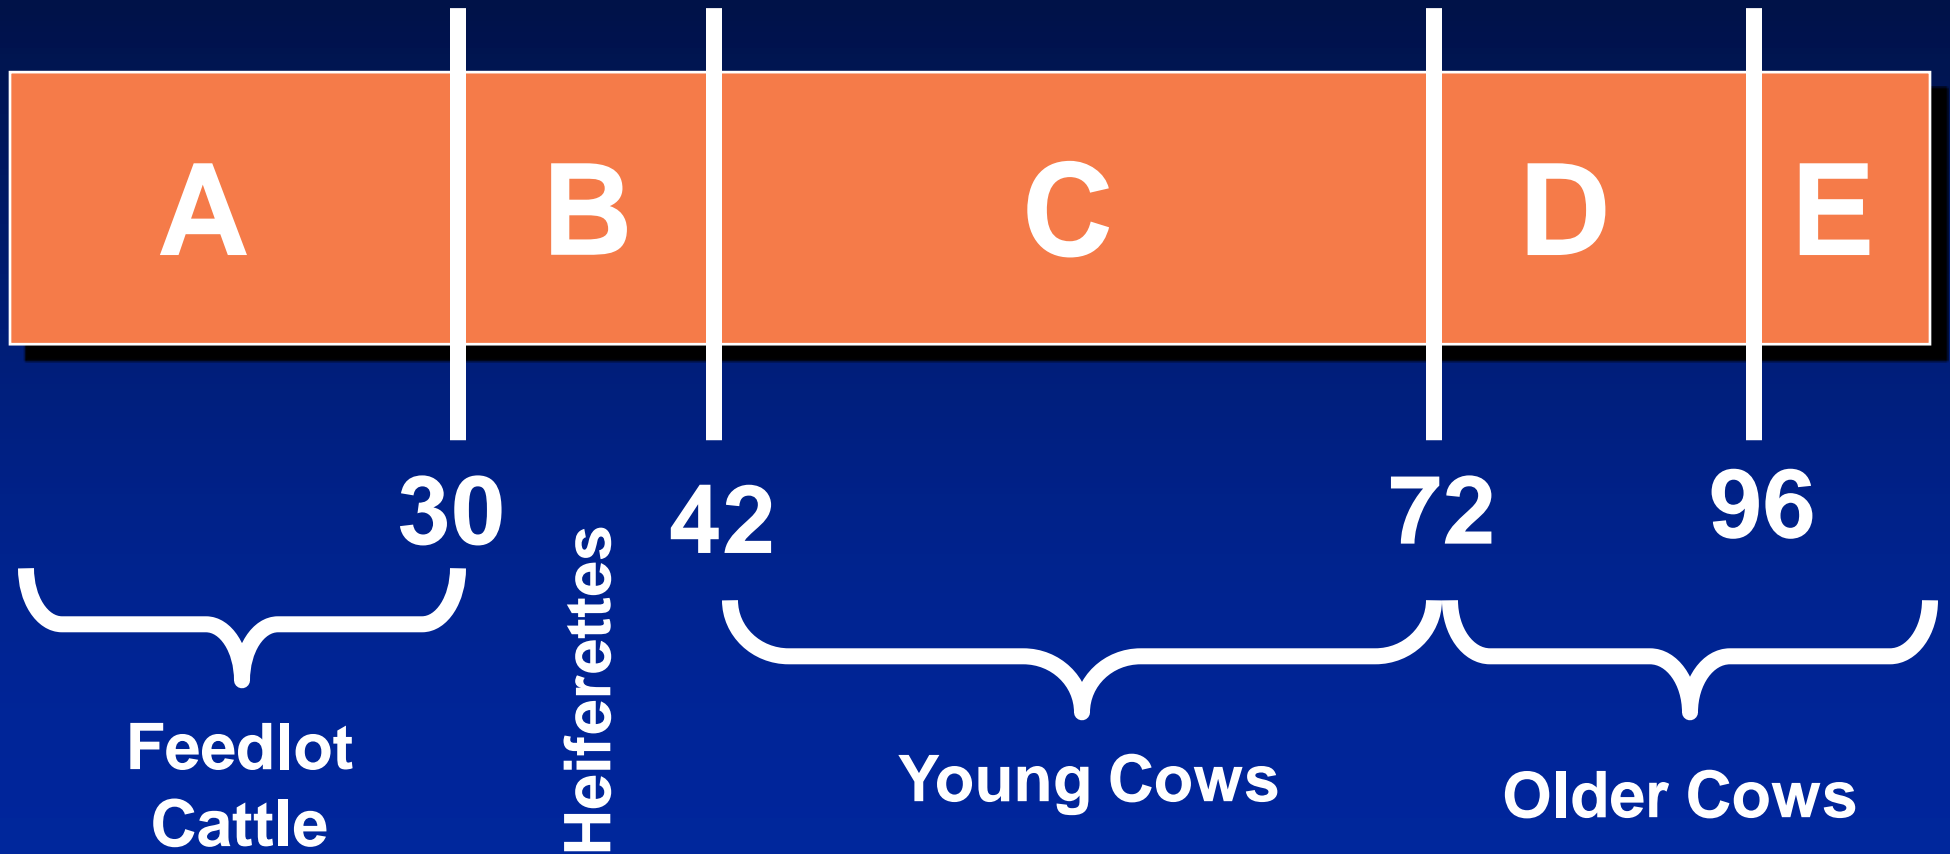 A B C D E
30 42 72 96
Heiferettes
Feedlot
Cattle
Young Cows
Older Cows